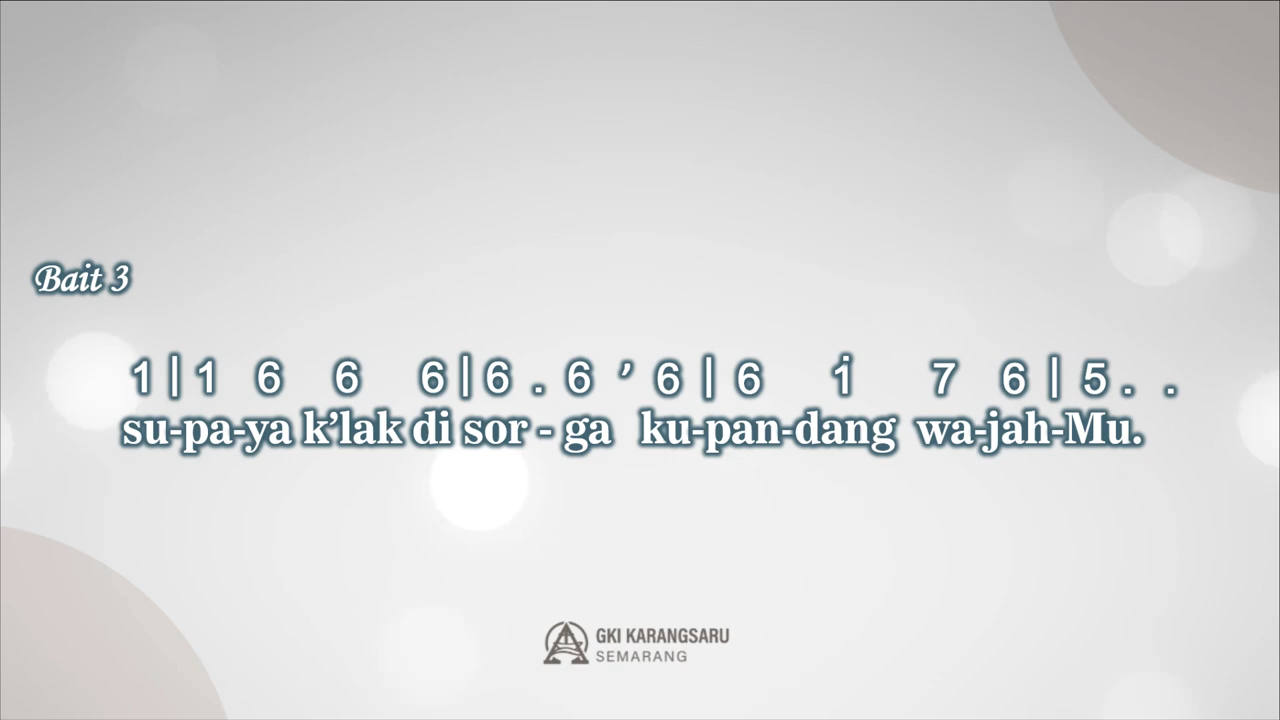 Bait 3
1 | 1 6 6 6 | 6 . 6 ’ 6 | 6 i̇ 7 6 | 5 . .
su-pa-ya k’lak di sor - ga ku-pan-dang wa-jah-Mu.
GKI KARANGSARU
SEMARANG